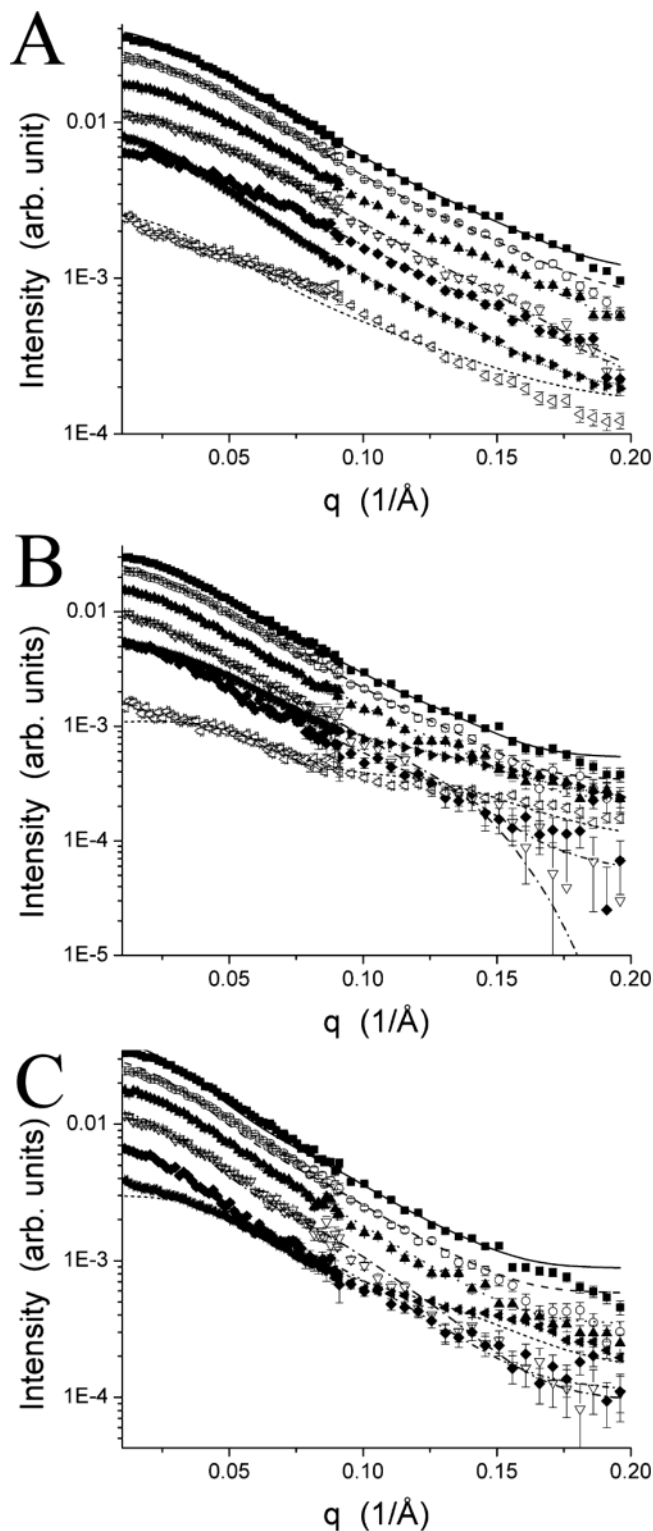 A
0.01
1E-3
1E-4
Intensity (arb. unit)
0.05 0.10 0.15 0.20
q (1/Å)
B
0.01
1E-3
1E-4
1E-5
Intensity (arb. units)
0.05 0.10 0.15 0.20
q (1/Å)
C
0.01
1E-3
1E-4
Intensity (arb. units)
0.05 0.10 0.15 0.20
q (1/Å)